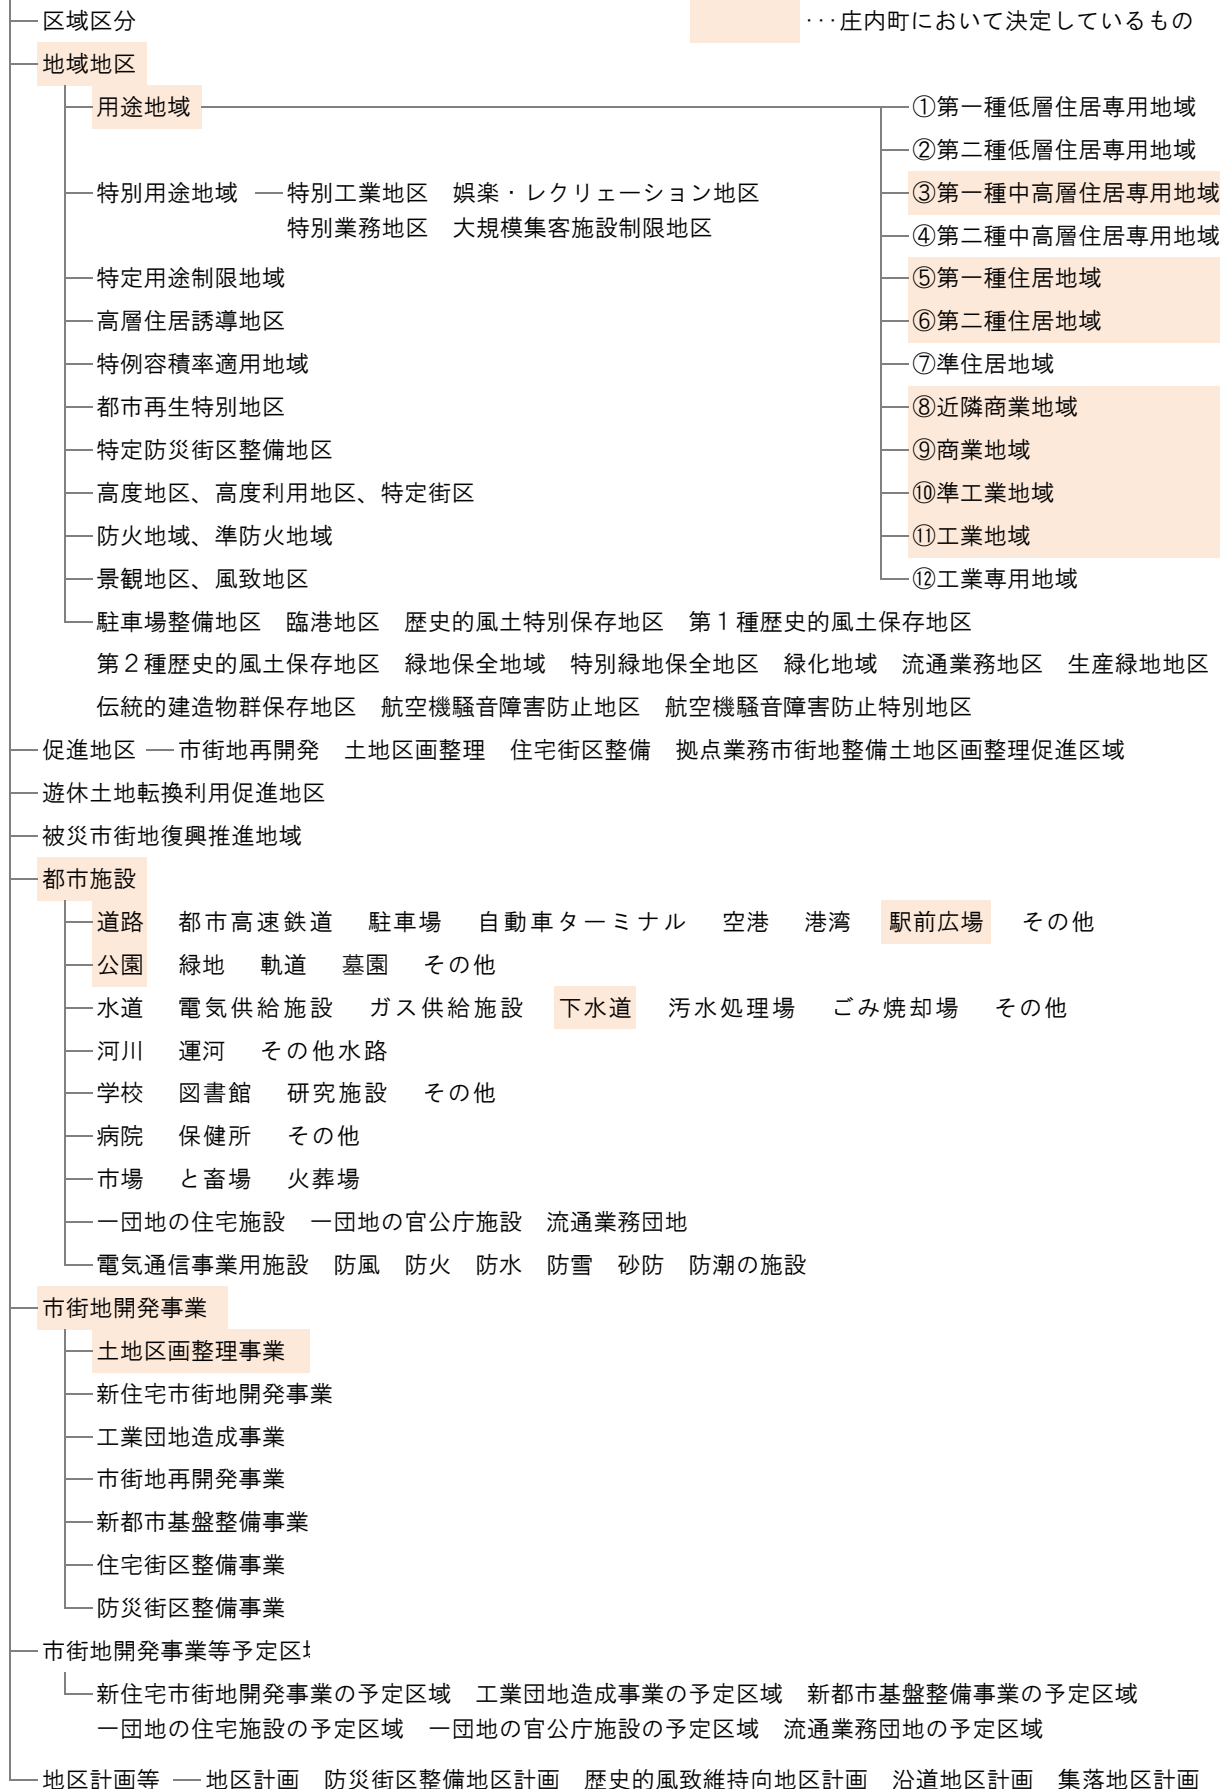 区域区分
･･･庄内町において決定しているもの
地域地区
用途地域
①第一種低層住居専用地域
②第二種低層住居専用地域
特別用途地域 特別工業地区 娯楽・レクリェーション地区
③第一種中高層住居専用地域
特別業務地区 大規模集客施設制限地区
④第二種中高層住居専用地域
特定用途制限地域
⑤第一種住居地域
高層住居誘導地区
⑥第二種住居地域
特例容積率適用地域
⑦準住居地域
都市再生特別地区
⑧近隣商業地域
特定防災街区整備地区
⑨商業地域
高度地区、高度利用地区、特定街区
⑩準工業地域
防火地域、準防火地域
⑪工業地域
景観地区、風致地区
⑫工業専用地域
駐車場整備地区 臨港地区 歴史的風土特別保存地区 第１種歴史的風土保存地区
第２種歴史的風土保存地区 緑地保全地域 特別緑地保全地区 緑化地域 流通業務地区 生産緑地地区
伝統的建造物群保存地区 航空機騒音障害防止地区 航空機騒音障害防止特別地区
促進地区 市街地再開発 土地区画整理 住宅街区整備 拠点業務市街地整備土地区画整理促進区域
遊休土地転換利用促進地区
被災市街地復興推進地域
都市施設
道路 都市高速鉄道 駐車場 自動車ターミナル 空港 港湾 駅前広場 その他
公園 緑地 軌道 墓園 その他
水道 電気供給施設 ガス供給施設 下水道 汚水処理場 ごみ焼却場 その他
河川 運河 その他水路
学校 図書館 研究施設 その他
病院 保健所 その他
市場 と畜場 火葬場
一団地の住宅施設 一団地の官公庁施設 流通業務団地
電気通信事業用施設 防風 防火 防水 防雪 砂防 防潮の施設
市街地開発事業
土地区画整理事業
新住宅市街地開発事業
工業団地造成事業
市街地再開発事業
新都市基盤整備事業
住宅街区整備事業
防災街区整備事業
市街地開発事業等予定区
新住宅市街地開発事業の予定区域 工業団地造成事業の予定区域 新都市基盤整備事業の予定区域
一団地の住宅施設の予定区域 一団地の官公庁施設の予定区域 流通業務団地の予定区域
地区計画等 地区計画 防災街区整備地区計画 歴史的風致維持向地区計画 沿道地区計画 集落地区計画